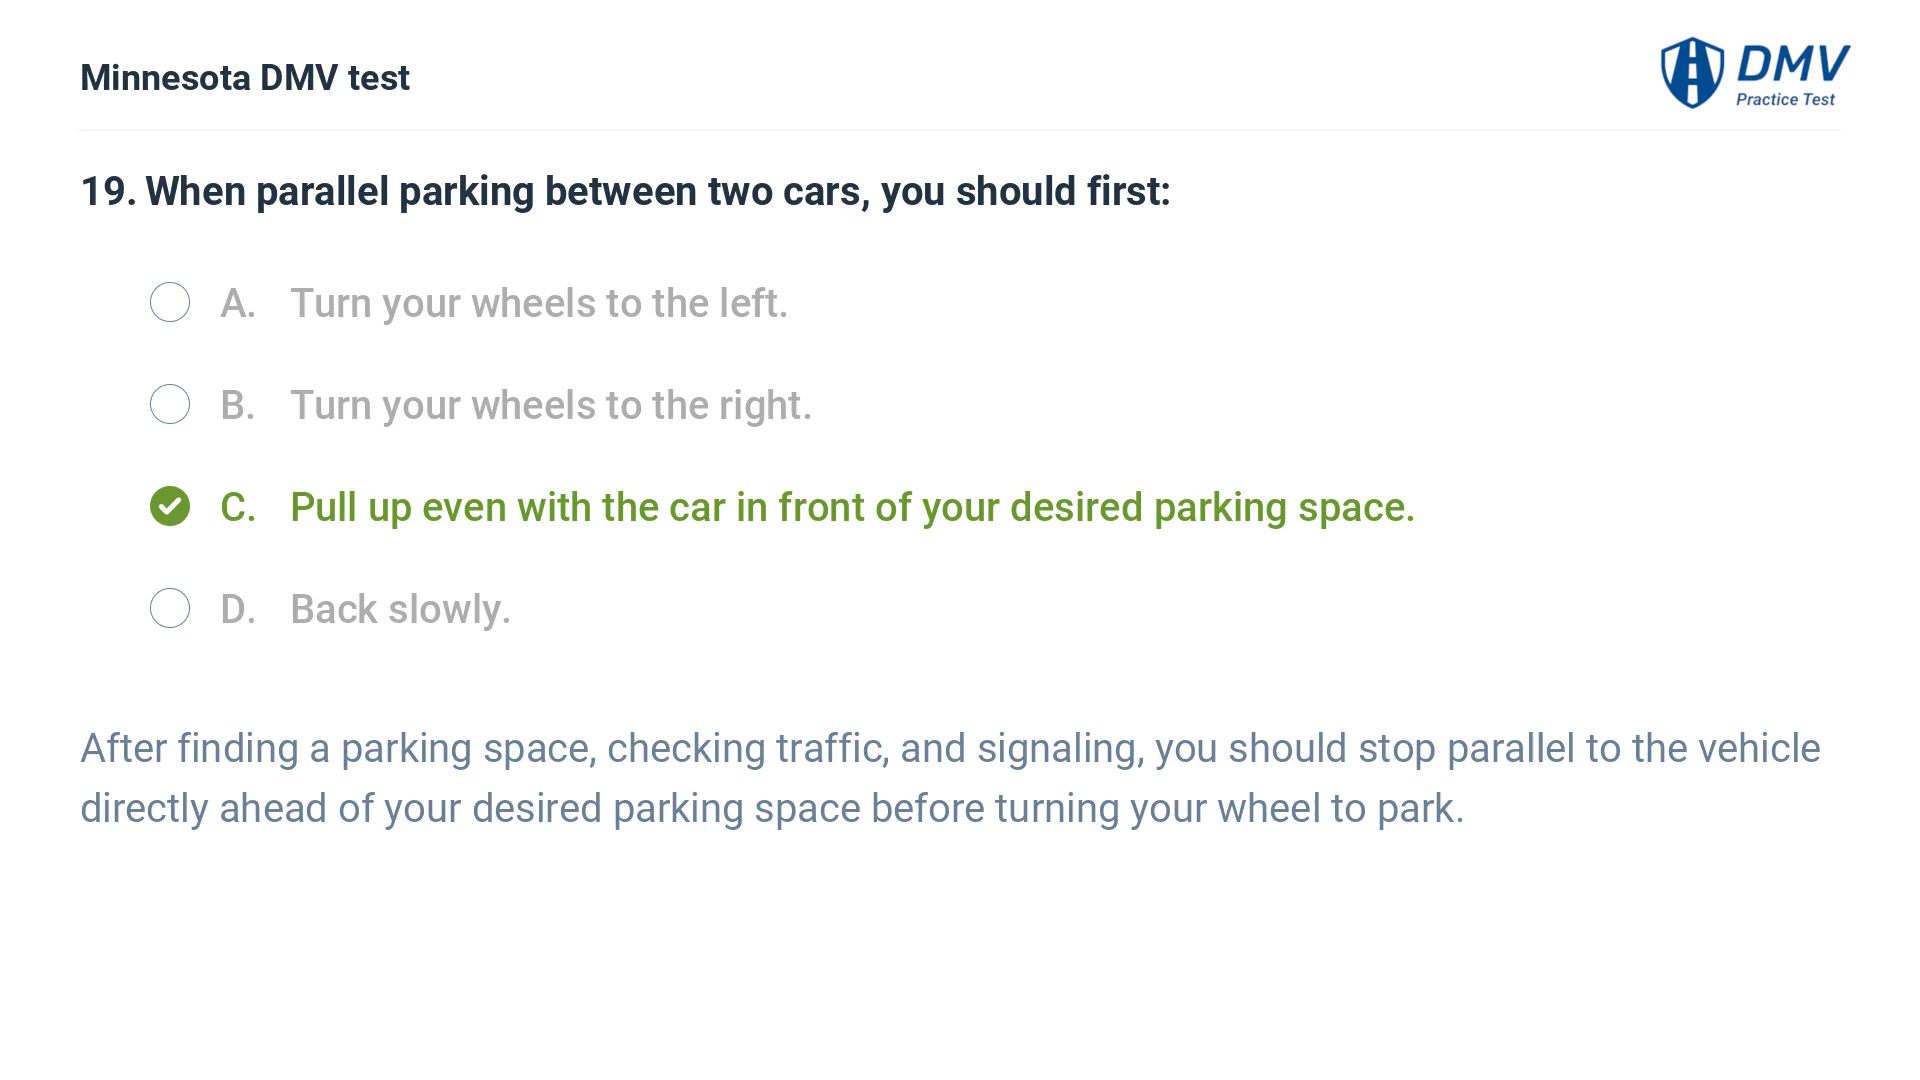 Minnesota DMV test
DMV
Practice Test
19. When parallel parking between two cars, you should first:
A. Turn your wheels to the left.
B. Turn your wheels to the right.
C. Pull up even with the car in front of your desired parking space.
D. Back slowly.
After finding a parking space, checking traffic, and signaling, you should stop parallel to the vehicle
directly ahead of your desired parking space before turning your wheel to park.